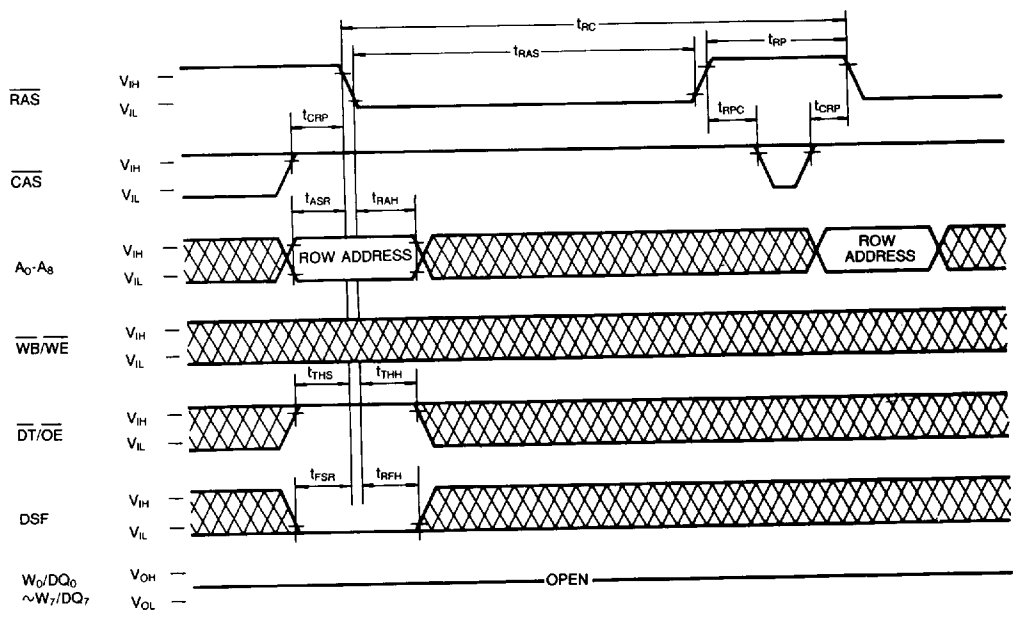 tRC
tRAS
tRP
RAS
VIH
VIL
tCRP
tRPC
tCRP
CAS
VIH
VIL
tASR
tRAH
A0-A8
VIH
VIL
ROW ADDRESS
ROW
ADDRESS
WB/WE
VIH
VIL
tTHS
tTHH
DT/OE
VIH
VIL
tFSR
tRFH
DSF
VIH
VIL
W0/DQ0
~W7/DQ7
VOH
VOL
OPEN